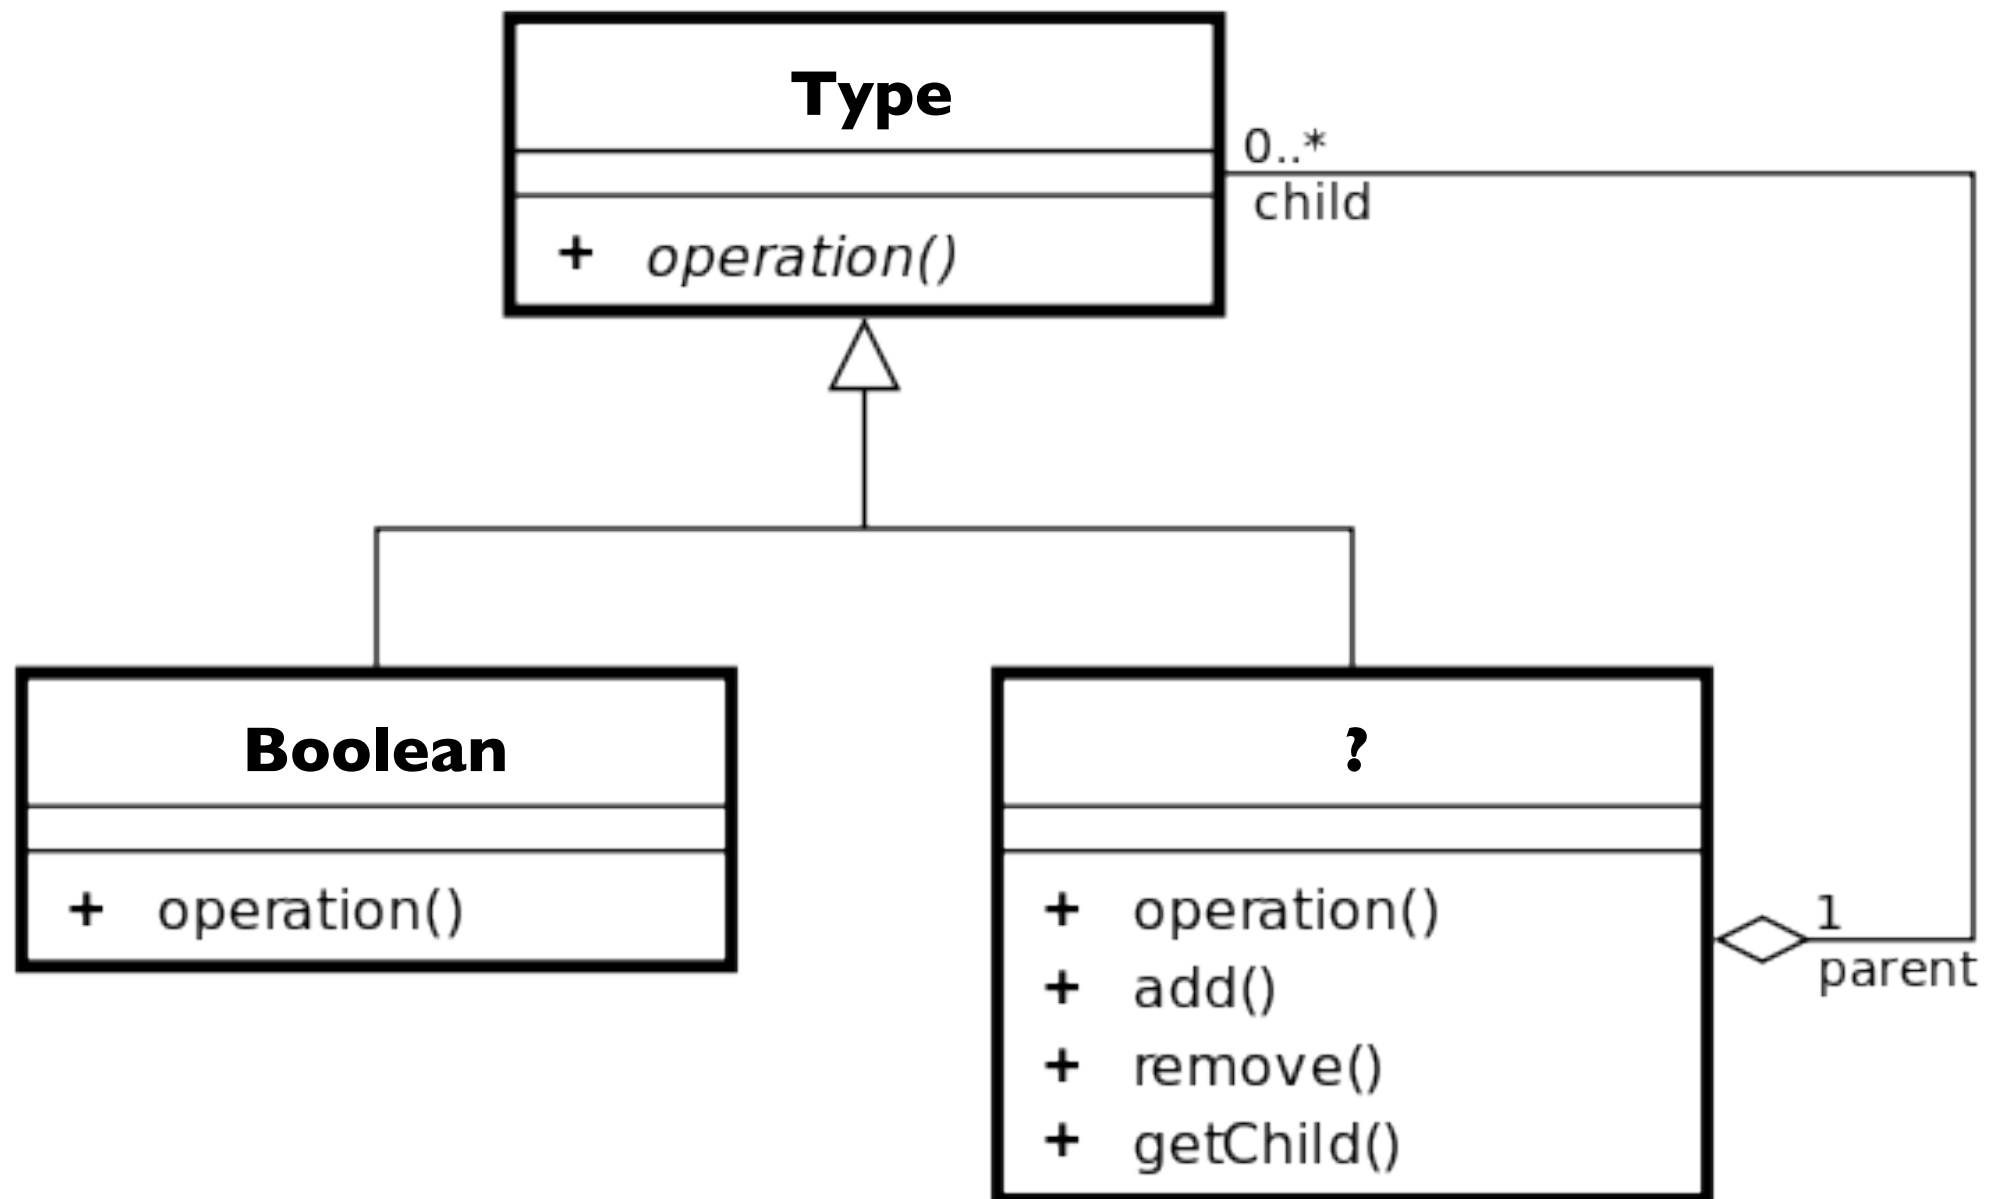 Type
0..*
child
+ operation()
Boolean
?
+ operation()
+ operation()
+ add()
+ remove()
+ getChild()
1
parent